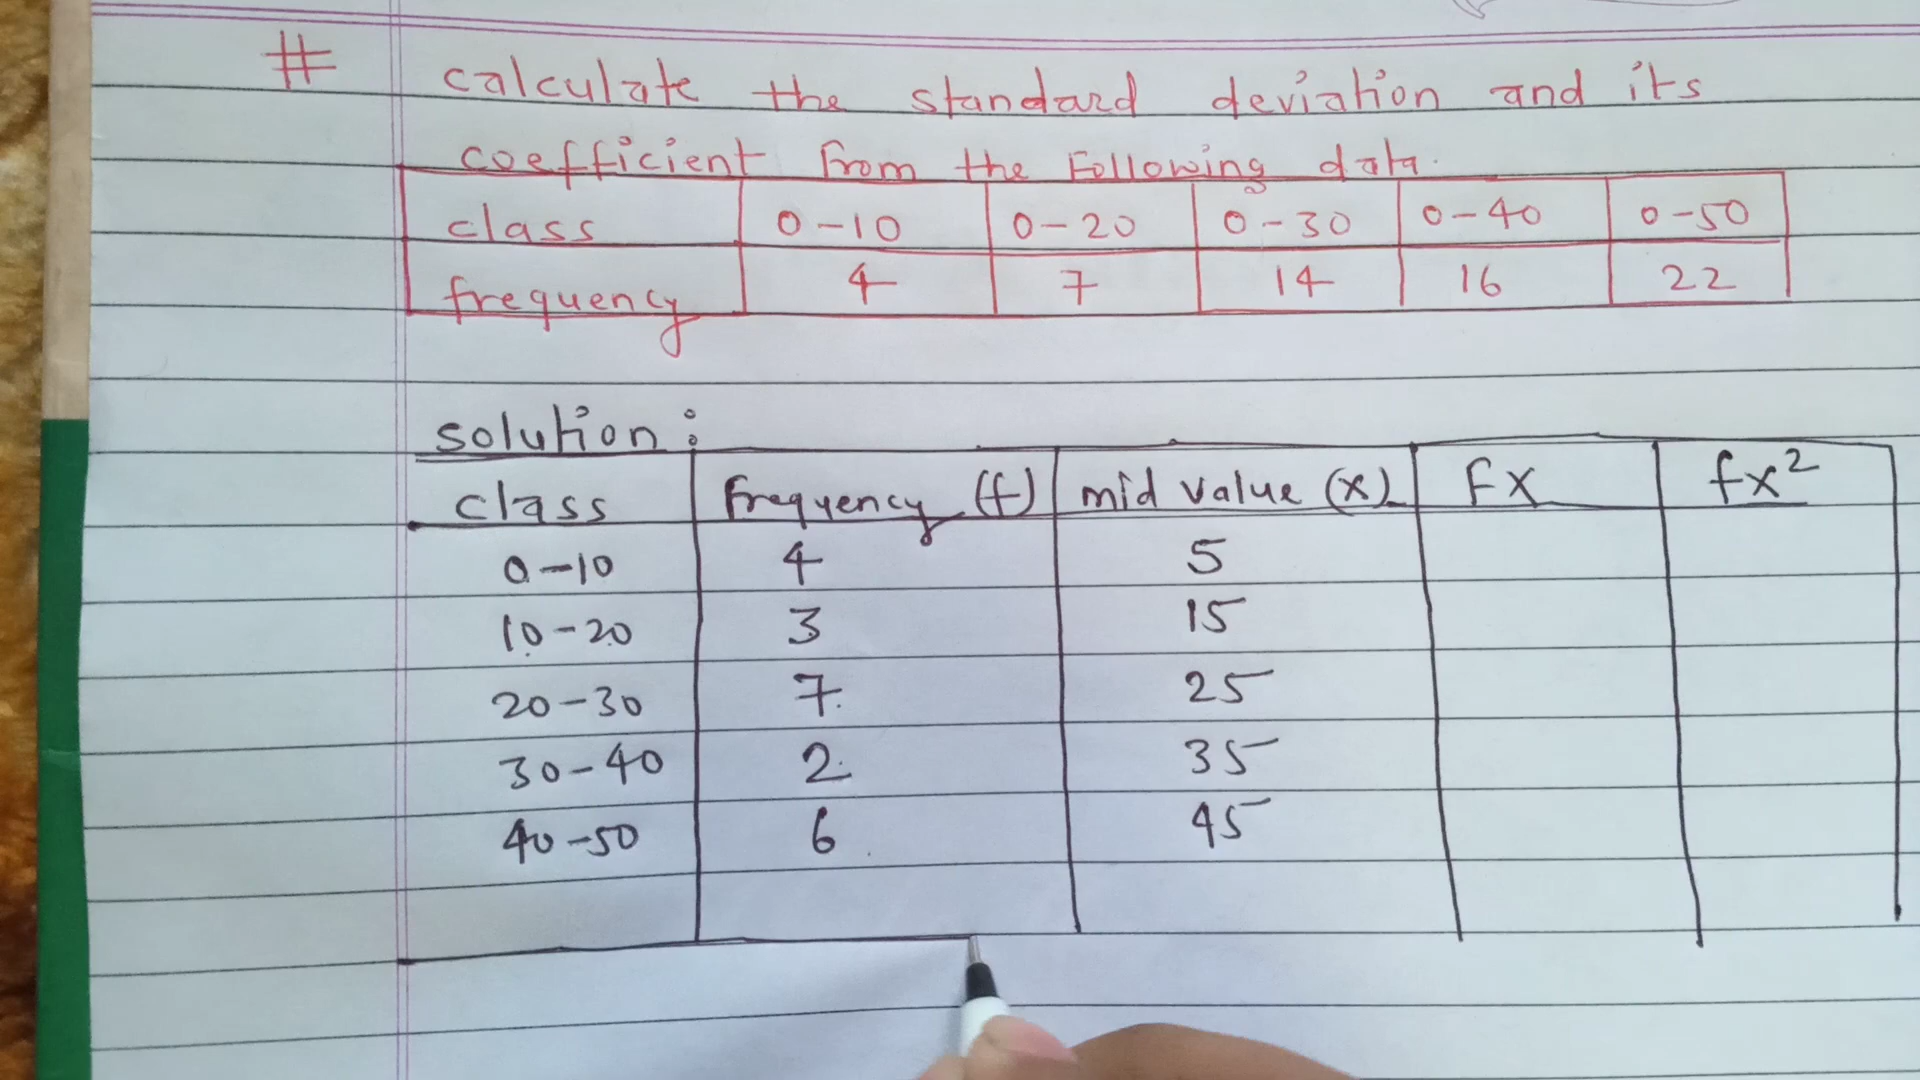 # calculate the standard deviation and its
coefficient from the following data.
class 0-10 0-20 0-30 0-40 0-50
frequency 4 7 14 16 22
solution:
class frequency (f) mid value (x) fx fx²
0-10 4 5
10-20 3 15
20-30 7 25
30-40 2 35
40-50 6 45